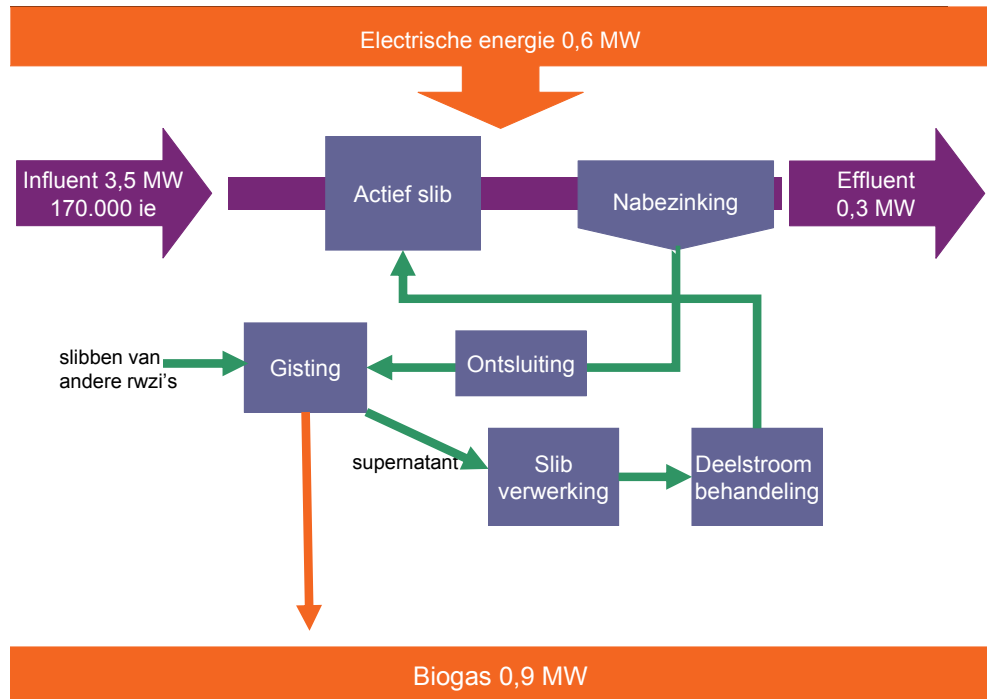 Electrische energie 0,6 MW
Influent 3,5 MW
170.000 ie
Actief slib
Nabezinking
Effluent
0,3 MW
slibben van
andere rwzi's
Gisting
Ontsluiting
supernatant
Slib
verwerking
Deelstroom
behandeling
Biogas 0,9 MW